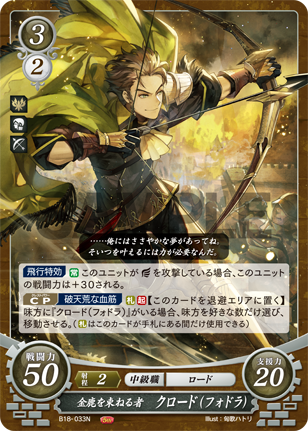 3
2
……俺にはささやかな夢があってね。
そいつを叶えるには力が必要なんだ。
飛行特効 常 このユニットが を攻撃している場合、このユニット
の戦闘力は＋30される。
CP 破天荒な血筋 札 起 【このカードを退避エリアに置く】
味方に『クロード(フォドラ)』がいる場合、味方を好きな数だけ選び、
移動させる。（札はこのカードが手札にある間だけ使用できる）
戦闘力 50
射程 2 中級職 ロード
支援力 20
金鹿を束ねる者 クロード(フォドラ)
B18-033N Illust：匈歌ハトリ